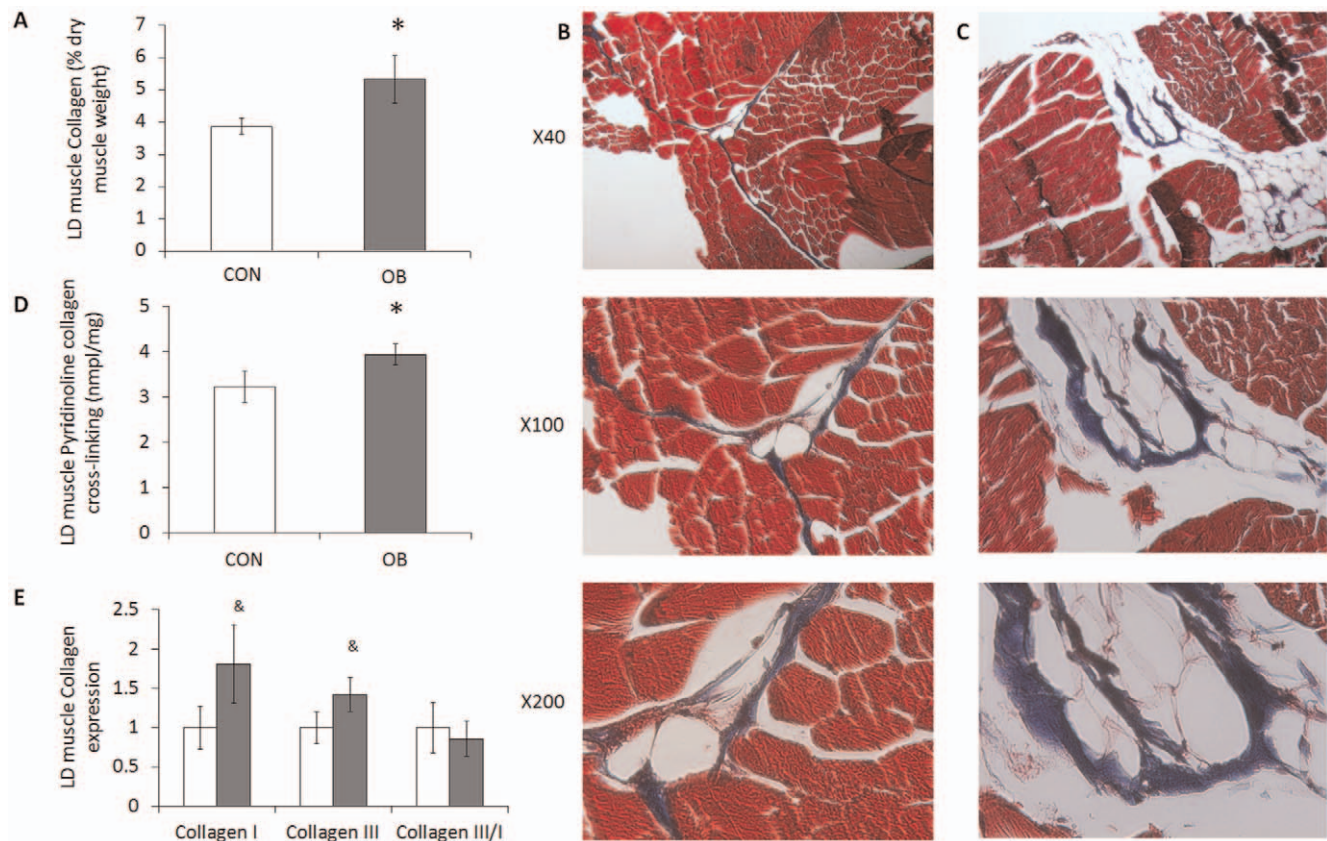 A
LD muscle Collagen (% dry
muscle weight)
7
6
5
4
3
2
1
0
*
CON
OB
B
C
X40
D
LD muscle Pyridinoline collagen
cross-linking (nmpl/mg)
5
4
3
2
1
0
*
CON
OB
X100
E
LD muscle Collagen
expression
2.5
2
1.5
1
0.5
0
&
&
Collagen I
Collagen III
Collagen III/I
X200